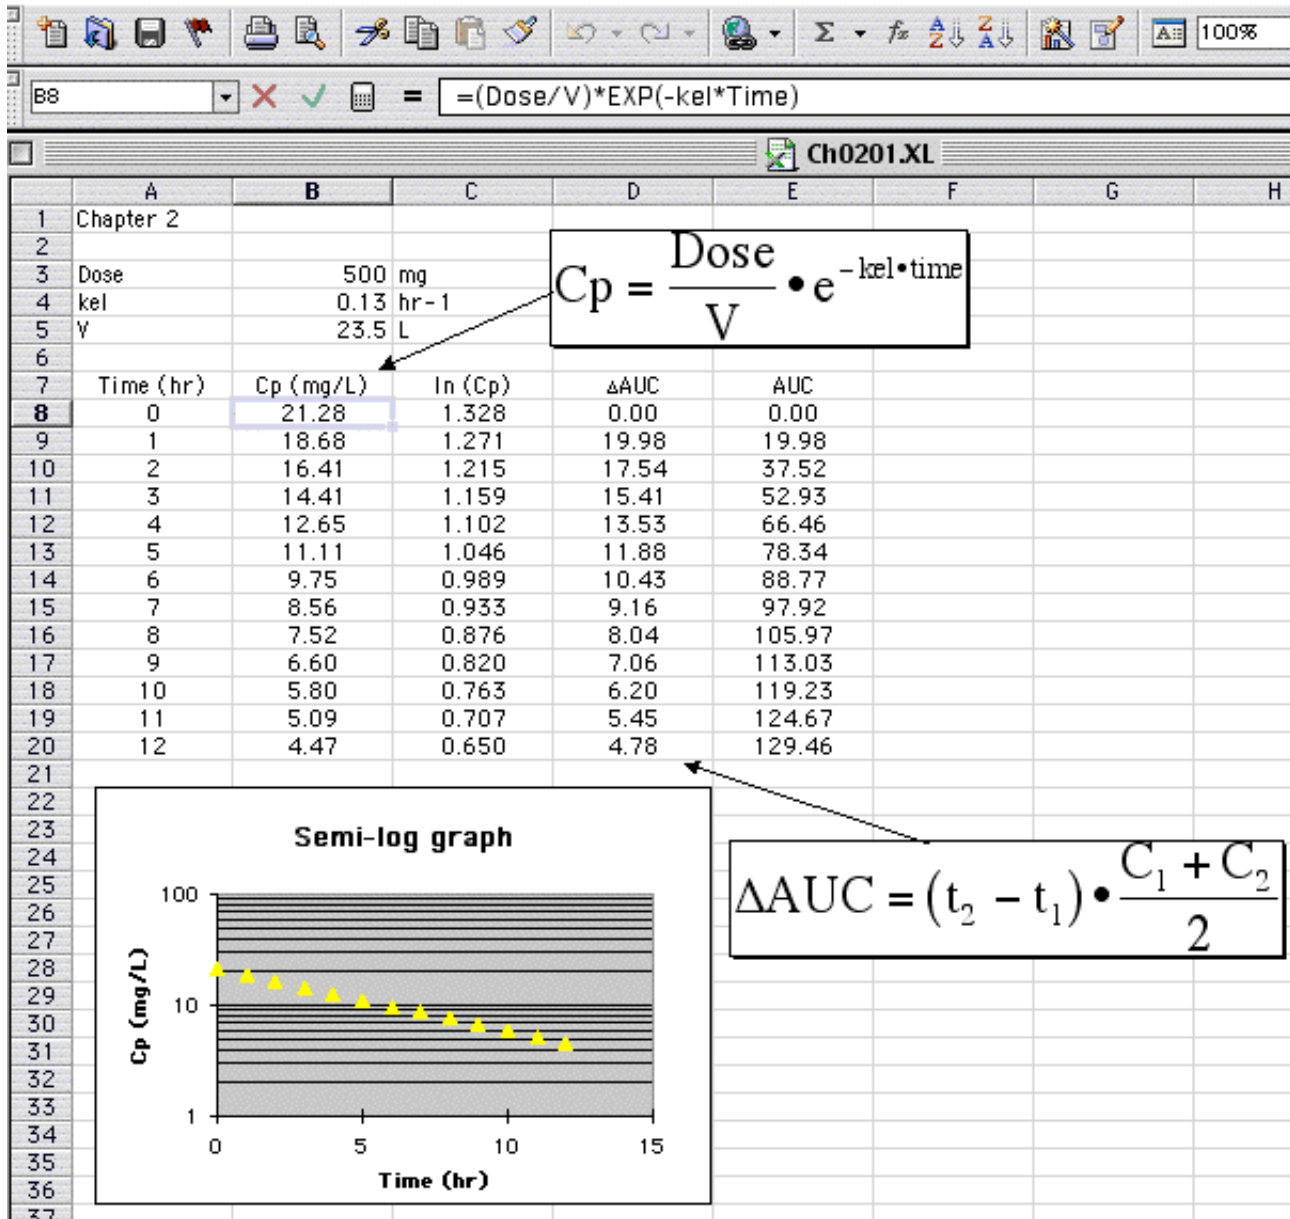 100%
B8 = =(Dose/V)*EXP(-kel*Time)
Ch0201.XL
A B C D E F G H
1 Chapter 2
2
3 Dose 500 mg
4 kel 0.13 hr-1
5 V 23.5 L
6
Cp = Dose / V • e^-kel•time
7 Time (hr) Cp (mg/L) ln (Cp) ΔAUC AUC
8 0 21.28 1.328 0.00 0.00
9 1 18.68 1.271 19.98 19.98
10 2 16.41 1.215 17.54 37.52
11 3 14.41 1.159 15.41 52.93
12 4 12.65 1.102 13.53 66.46
13 5 11.11 1.046 11.88 78.34
14 6 9.75 0.989 10.43 88.77
15 7 8.56 0.933 9.16 97.92
16 8 7.52 0.876 8.04 105.97
17 9 6.60 0.820 7.06 113.03
18 10 5.80 0.763 6.20 119.23
19 11 5.09 0.707 5.45 124.67
20 12 4.47 0.650 4.78 129.46
21
22
23
24
25
26
27
28
29
30
31
32
33
34
35
36
37
Semi-log graph
100
10
1
Cp (mg/L)
0 5 10 15
Time (hr)
ΔAUC = (t₂ - t₁) • C₁ + C₂ / 2